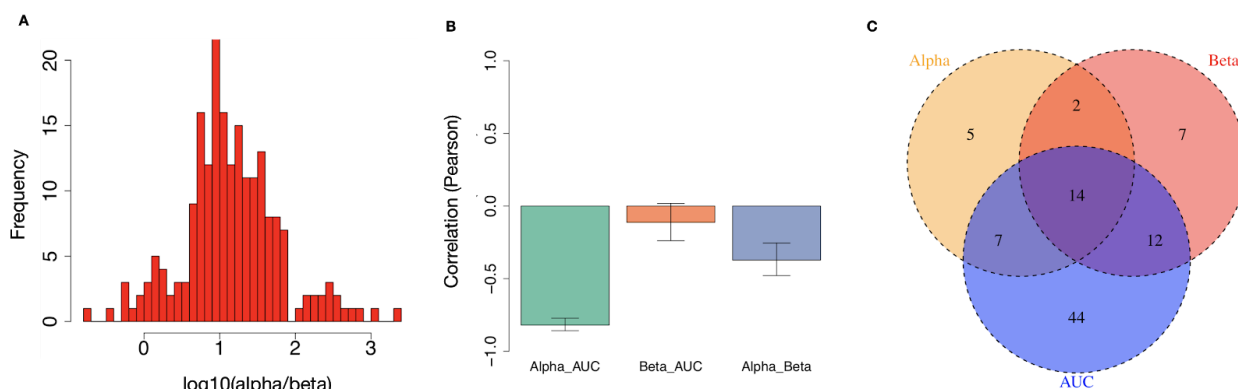 A
Frequency
20
15
10
5
0
0 1 2 3
log10(alpha/beta)
B
Correlation (Pearson)
1.0
0.5
0.0
−0.5
−1.0
Alpha_AUC Beta_AUC Alpha_Beta
C
Alpha Beta
2
5 7
14
7 12
44
AUC